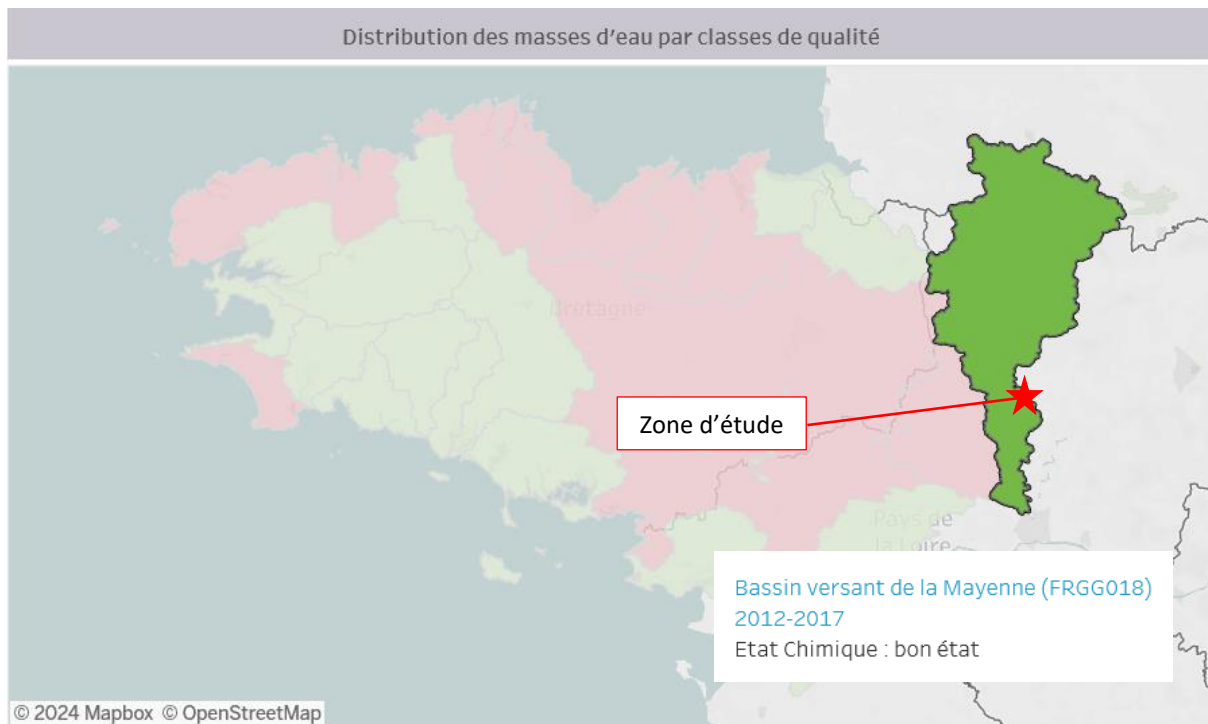 Distribution des masses d'eau par classes de qualité
Bretagne
Zone d'étude
Pays de
la Loire
Bassin versant de la Mayenne (FRGG018)
2012-2017
Etat Chimique : bon état
© 2024 Mapbox © OpenStreetMap